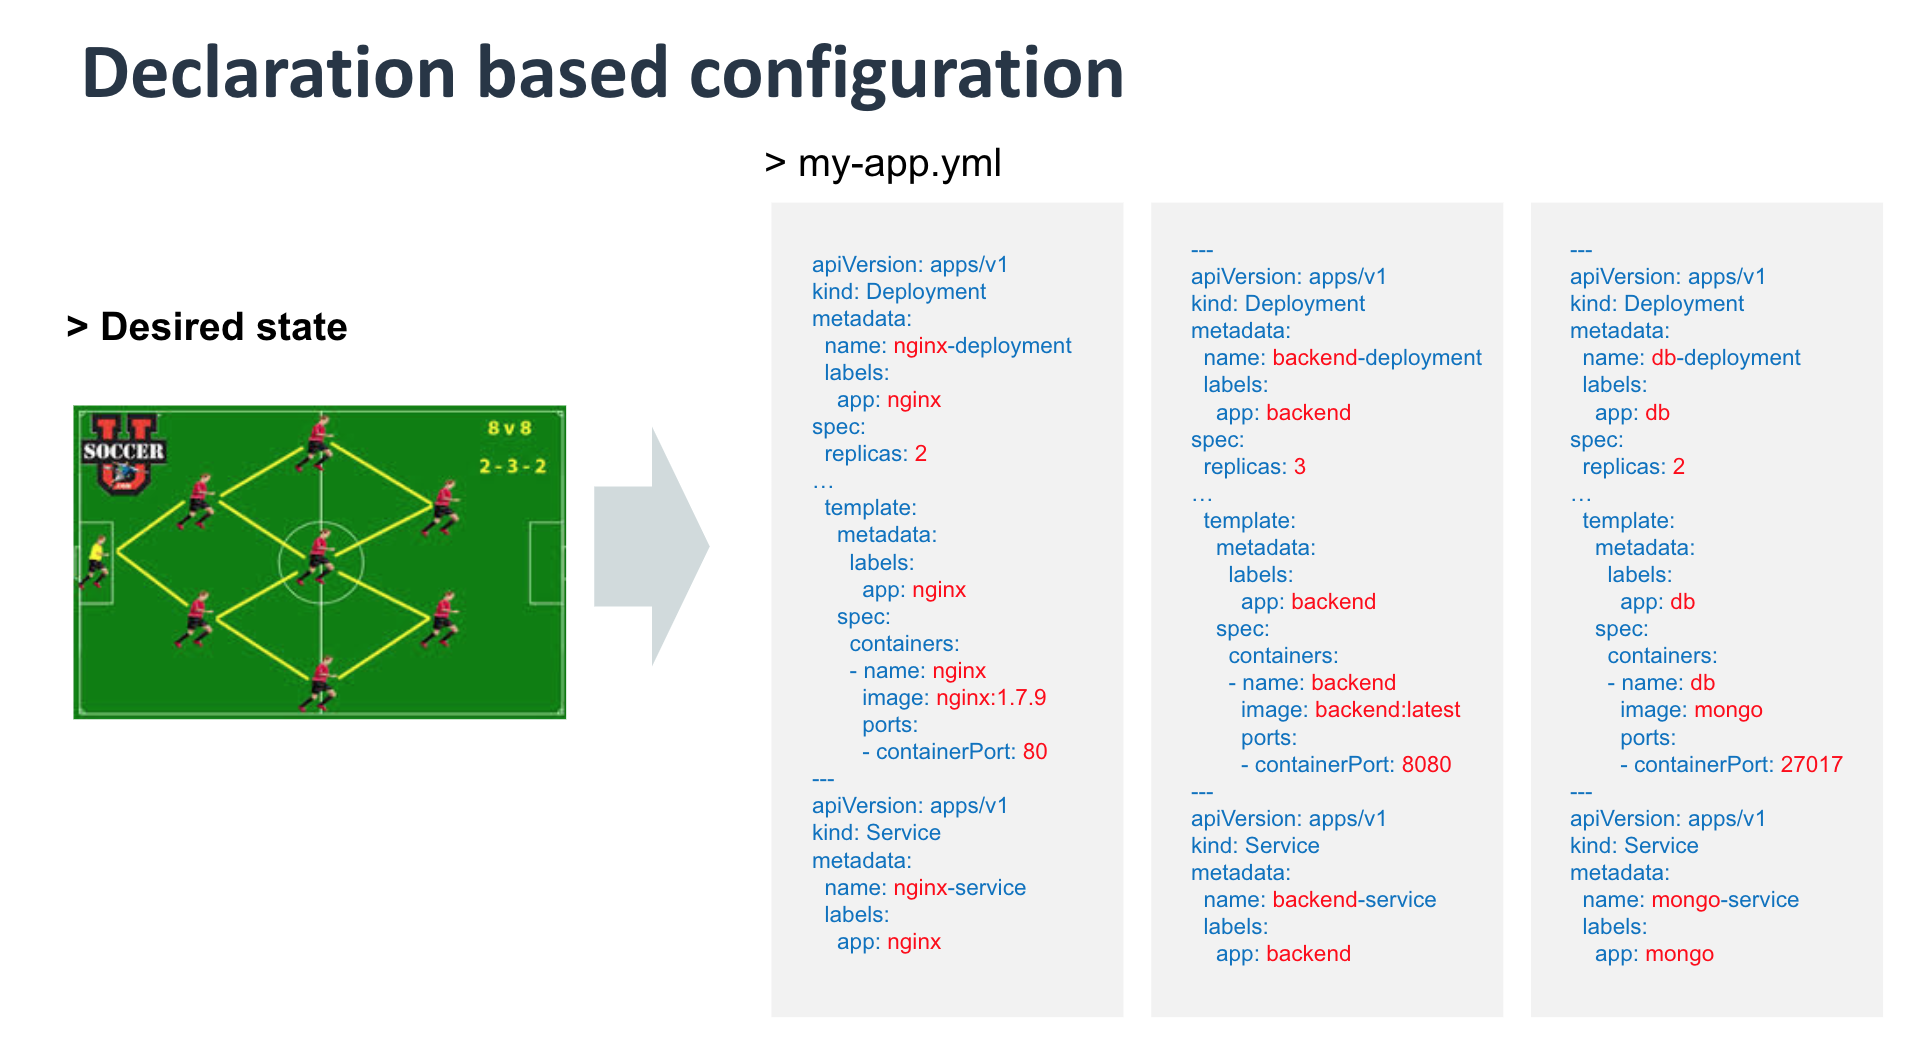 Declaration based configuration
> my-app.yml
> Desired state
SOCCER
U
.COM
8 v 8
2 - 3 - 2
apiVersion: apps/v1
kind: Deployment
metadata:
  name: nginx-deployment
  labels:
    app: nginx
spec:
  replicas: 2
…
  template:
    metadata:
      labels:
        app: nginx
    spec:
      containers:
      - name: nginx
        image: nginx:1.7.9
        ports:
        - containerPort: 80
---
apiVersion: apps/v1
kind: Service
metadata:
  name: nginx-service
  labels:
    app: nginx
---
apiVersion: apps/v1
kind: Deployment
metadata:
  name: backend-deployment
  labels:
    app: backend
spec:
  replicas: 3
…
  template:
    metadata:
      labels:
        app: backend
    spec:
      containers:
      - name: backend
        image: backend:latest
        ports:
        - containerPort: 8080
---
apiVersion: apps/v1
kind: Service
metadata:
  name: backend-service
  labels:
    app: backend
---
apiVersion: apps/v1
kind: Deployment
metadata:
  name: db-deployment
  labels:
    app: db
spec:
  replicas: 2
…
  template:
    metadata:
      labels:
        app: db
    spec:
      containers:
      - name: db
        image: mongo
        ports:
        - containerPort: 27017
---
apiVersion: apps/v1
kind: Service
metadata:
  name: mongo-service
  labels:
    app: mongo